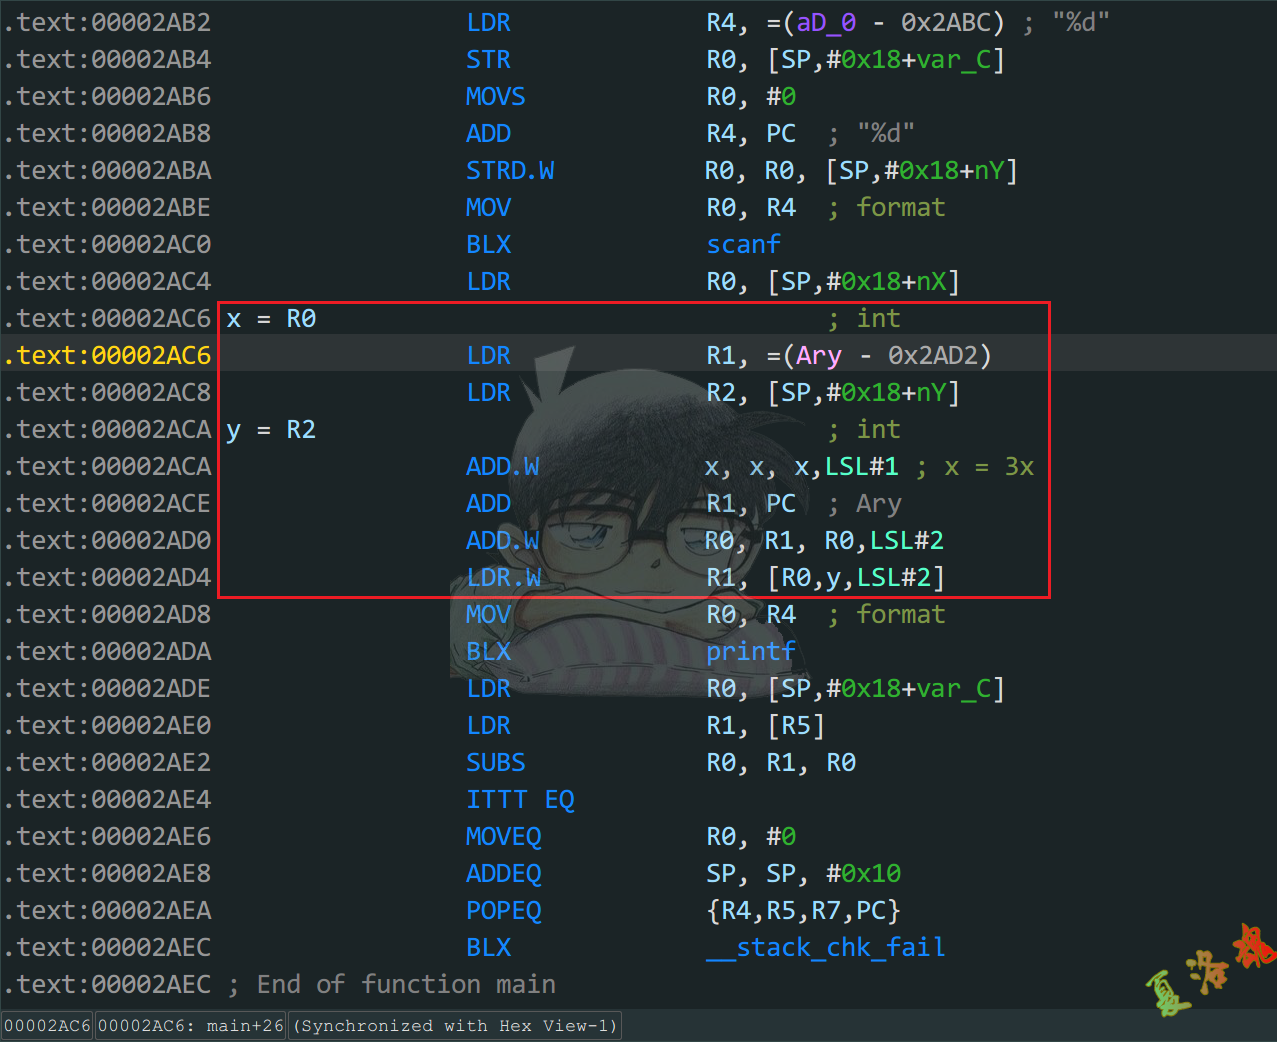 .text:00002AB2 LDR R4, =(aD_0 - 0x2ABC) ; "%d"
.text:00002AB4 STR R0, [SP,#0x18+var_C]
.text:00002AB6 MOVS R0, #0
.text:00002AB8 ADD R4, PC ; "%d"
.text:00002ABA STRD.W R0, R0, [SP,#0x18+nY]
.text:00002ABE MOV R0, R4 ; format
.text:00002AC0 BLX scanf
.text:00002AC4 LDR R0, [SP,#0x18+nX]
.text:00002AC6 x = R0 ; int
.text:00002AC6 LDR R1, =(Ary - 0x2AD2)
.text:00002AC8 LDR R2, [SP,#0x18+nY]
.text:00002ACA y = R2 ; int
.text:00002ACA ADD.W x, x, x,LSL#1 ; x = 3x
.text:00002ACE ADD R1, PC ; Ary
.text:00002AD0 ADD.W R0, R1, R0,LSL#2
.text:00002AD4 LDR.W R1, [R0,y,LSL#2]
.text:00002AD8 MOV R0, R4 ; format
.text:00002ADA BLX printf
.text:00002ADE LDR R0, [SP,#0x18+var_C]
.text:00002AE0 LDR R1, [R5]
.text:00002AE2 SUBS R0, R1, R0
.text:00002AE4 ITTT EQ
.text:00002AE6 MOVEQ R0, #0
.text:00002AE8 ADDEQ SP, SP, #0x10
.text:00002AEA POPEQ {R4,R5,R7,PC}
.text:00002AEC BLX __stack_chk_fail
.text:00002AEC ; End of function main
夏洛魂
00002AC6 00002AC6: main+26 (Synchronized with Hex View-1)